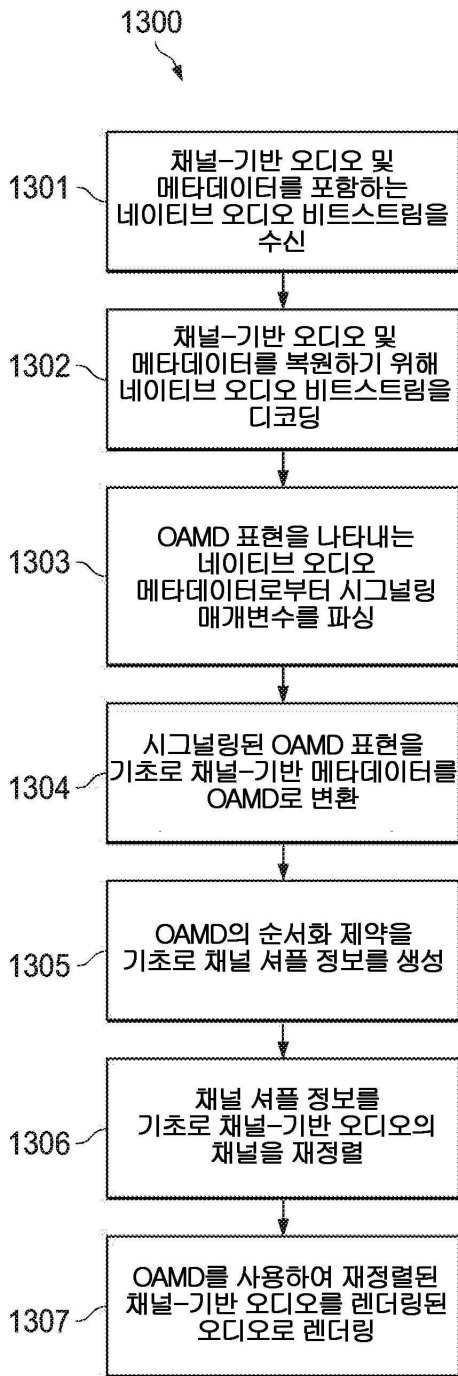 1300
1301
채널-기반 오디오 및
메타데이터를 포함하는
네이티브 오디오 비트스트림을
수신
1302
채널-기반 오디오 및
메타데이터를 복원하기 위해
네이티브 오디오 비트스트림을
디코딩
1303
OAMD 표현을 나타내는
네이티브 오디오
메타데이터로부터 시그널링
매개변수를 파싱
1304
시그널링된 OAMD 표현을
기초로 채널-기반 메타데이터를
OAMD로 변환
1305
OAMD의 순서화 제약을
기초로 채널 셔플 정보를 생성
1306
채널 셔플 정보를
기초로 채널-기반 오디오의
채널을 재정렬
1307
OAMD를 사용하여 재정렬된
채널-기반 오디오를 렌더링된
오디오로 렌더링